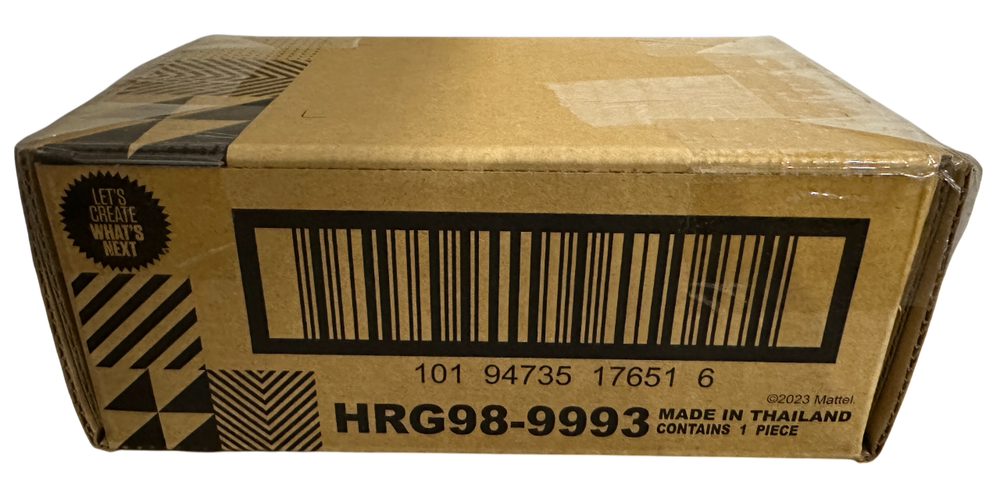 LET'S
CREATE
WHAT'S
NEXT
101 94735 17651 6
©2023 Mattel.
HRG98-9993 MADE IN THAILAND
CONTAINS 1 PIECE